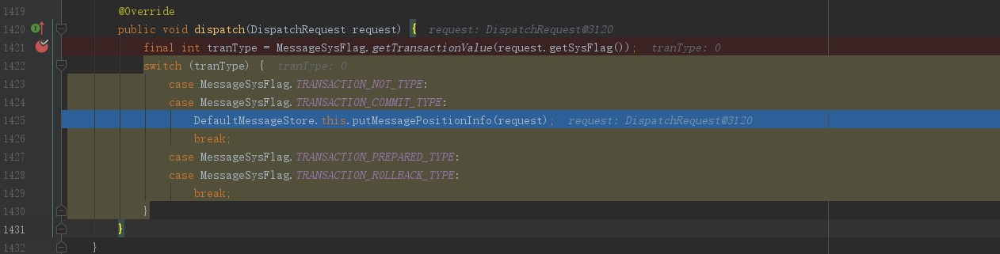 1419 @Override
1420 public void dispatch(DispatchRequest request) { request: DispatchRequest@3120
1421 final int tranType = MessageSysFlag.getTransactionValue(request.getSysFlag()); tranType: 0
1422 switch (tranType) { tranType: 0
1423 case MessageSysFlag.TRANSACTION_NOT_TYPE:
1424 case MessageSysFlag.TRANSACTION_COMMIT_TYPE:
1425 DefaultMessageStore.this.putMessagePositionInfo(request); request: DispatchRequest@3120
1426 break;
1427 case MessageSysFlag.TRANSACTION_PREPARED_TYPE:
1428 case MessageSysFlag.TRANSACTION_ROLLBACK_TYPE:
1429 break;
1430 }
1431 }
1432 }